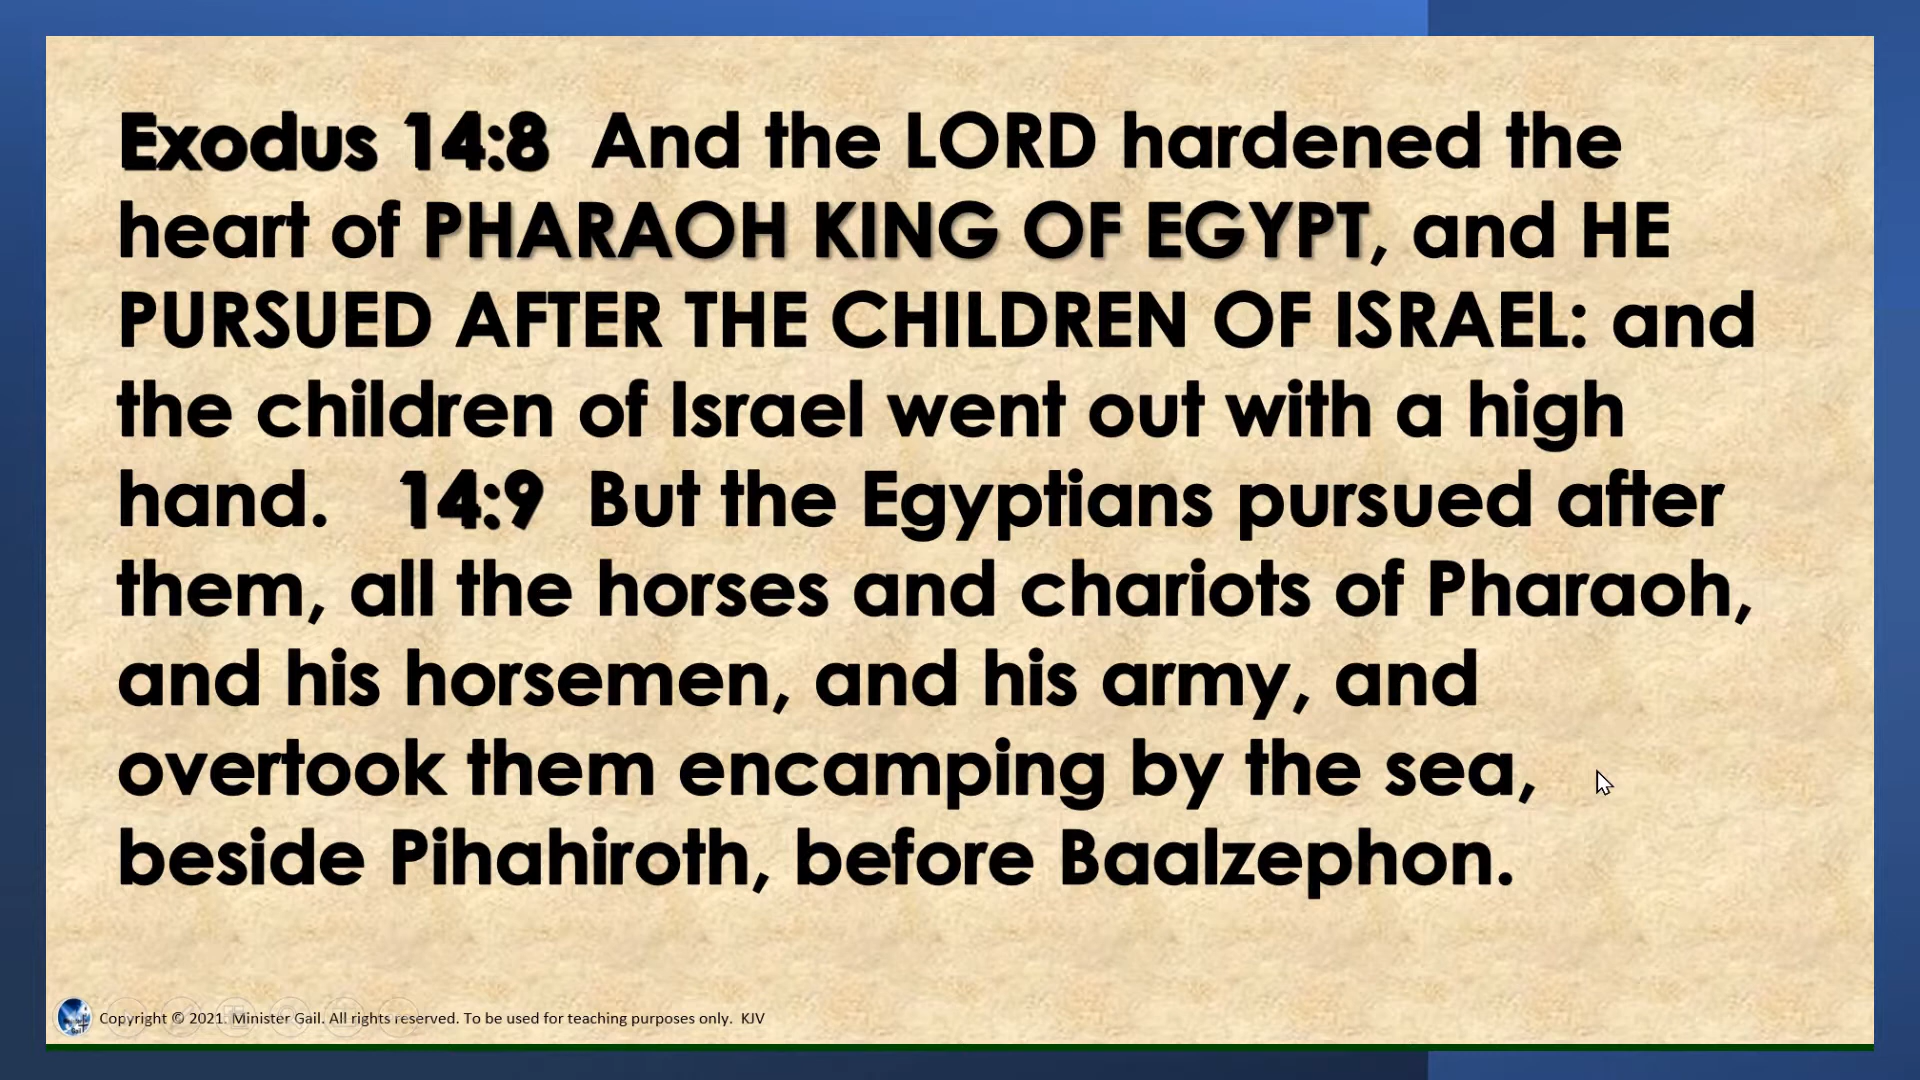 Exodus 14:8  And the LORD hardened the
heart of PHARAOH KING OF EGYPT, and HE
PURSUED AFTER THE CHILDREN OF ISRAEL: and
the children of Israel went out with a high
hand.   14:9  But the Egyptians pursued after
them, all the horses and chariots of Pharaoh,
and his horsemen, and his army, and
overtook them encamping by the sea,
beside Pihahiroth, before Baalzephon.
Copyright © 2021. Minister Gail. All rights reserved. To be used for teaching purposes only.  KJV